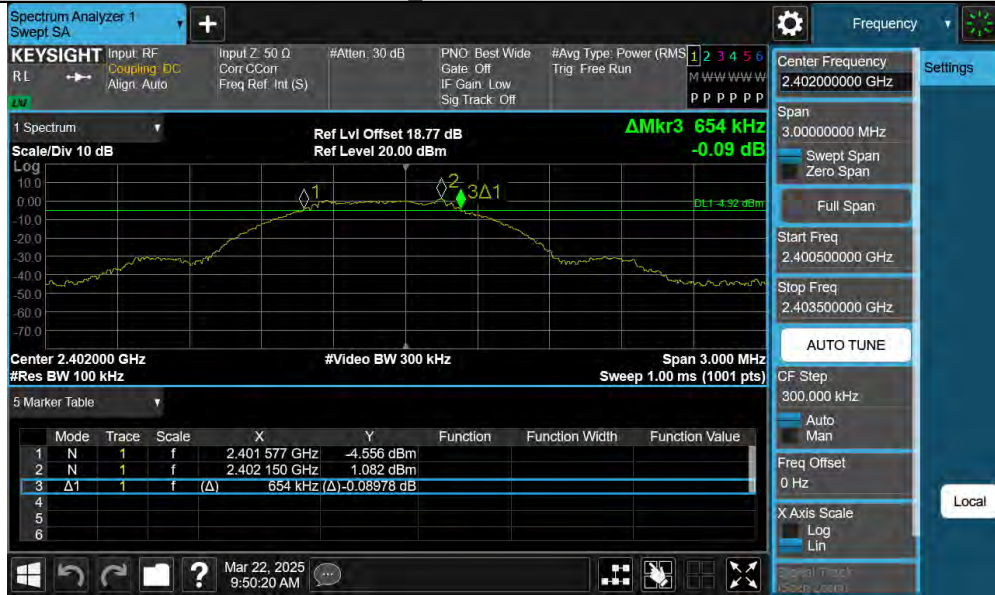 Spectrum Analyzer 1
Swept SA
Frequency
KEYSIGHT
RL
LNI
Input: RF
Coupling: DC
Align: Auto
Input Z: 50 Ω
Corr CCorr
Freq Ref: Int (S)
#Atten: 30 dB
PNO: Best Wide
Gate: Off
IF Gain: Low
Sig Track: Off
#Avg Type: Power (RMS)
Trig: Free Run
1 2 3 4 5 6
M W W W W W
P P P P P P
1 Spectrum
Scale/Div 10 dB
Ref Lvl Offset 18.77 dB
Ref Level 20.00 dBm
ΔMkr3 654 kHz
-0.09 dB
Log
10.0
0.00
-10.0
-20.0
-30.0
-40.0
-50.0
-60.0
-70.0
1
2
3Δ1
DL1 -4.92 dBm
Center 2.402000 GHz
#Video BW 300 kHz
Span 3.000 MHz
#Res BW 100 kHz
Sweep 1.00 ms (1001 pts)
5 Marker Table
Mode Trace Scale X Y Function Function Width Function Value
1 N 1 f 2.401 577 GHz -4.556 dBm
2 N 1 f 2.402 150 GHz 1.082 dBm
3 Δ1 1 f (Δ) 654 kHz (Δ) -0.08978 dB
4
5
6
Mar 22, 2025
9:50:20 AM
Center Frequency
2.402000000 GHz
Span
3.00000000 MHz
Swept Span
Zero Span
Full Span
Start Freq
2.400500000 GHz
Stop Freq
2.403500000 GHz
AUTO TUNE
CF Step
300.000 kHz
Auto
Man
Freq Offset
0 Hz
X Axis Scale
Log
Lin
Signal Track
(Span Zoom)
Settings
Local